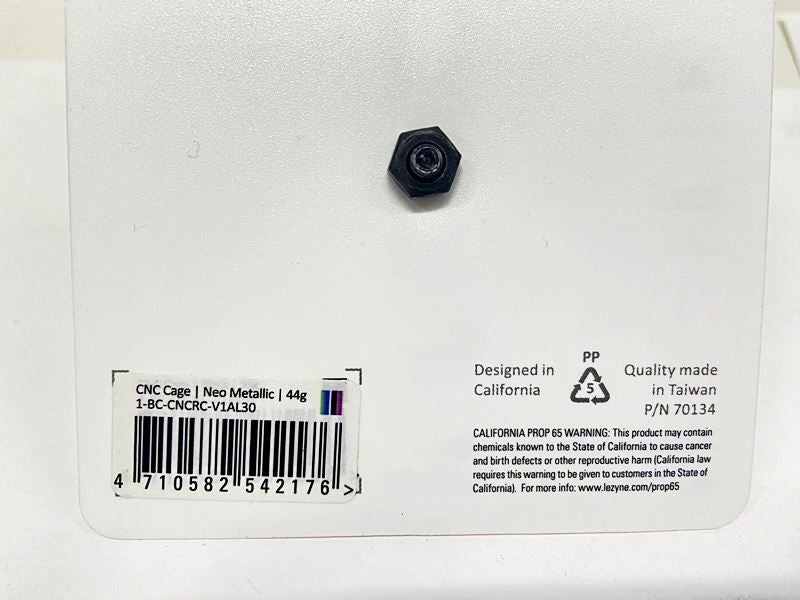 CNC Cage | Neo Metallic | 44g
1-BC-CNCRC-V1AL30
4 710582 542176 >
Designed in
California
PP
5
Quality made
in Taiwan
P/N 70134
CALIFORNIA PROP 65 WARNING: This product may contain
chemicals known to the State of California to cause cancer
and birth defects or other reproductive harm (California law
requires this warning to be given to customers in the State of
California). For more info: www.lezyne.com/prop65